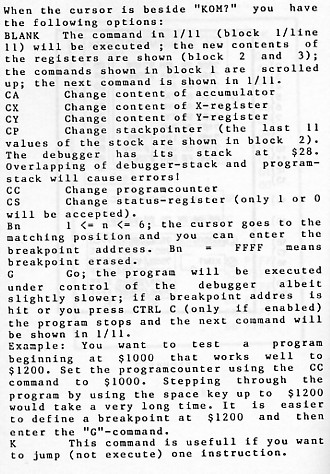 When the cursor is beside "KOM?" you have
the following options:
BLANK The command in 1/11 (block 1/line
11) will be executed ; the new contents of
the registers are shown (block 2 and 3);
the commands shown in block 1 are scrolled
up; the next command is shown in 1/11.
CA Change content of accumulator
CX Change content of X-register
CY Change content of Y-register
CP Change stackpointer (the last 11
values of the stock are shown in block 2).
The debugger has its stack at $28.
Overlapping of debugger-stack and program-
stack will cause errors!
CC Change programcounter
CS Change status-register (only 1 or 0
will be accepted).
Bn 1 <= n <= 6; the cursor goes to the
matching position and you can enter the
breakpoint address. Bn = FFFF means
breakpoint erased.
G Go; the program will be executed
under control of the debugger albeit
slightly slower; if a breakpoint addres is
hit or you press CTRL C (only if enabled)
the program stops and the next command will
be shown in 1/11.
Example: You want to test a program
beginning at $1000 that works well to
$1200. Set the programcounter using the CC
command to $1000. Stepping through the
program by using the space key up to $1200
would take a very long time. It is easier
to define a breakpoint at $1200 and then
enter the "G"-command.
K This command is usefull if you want
to jump (not execute) one instruction.